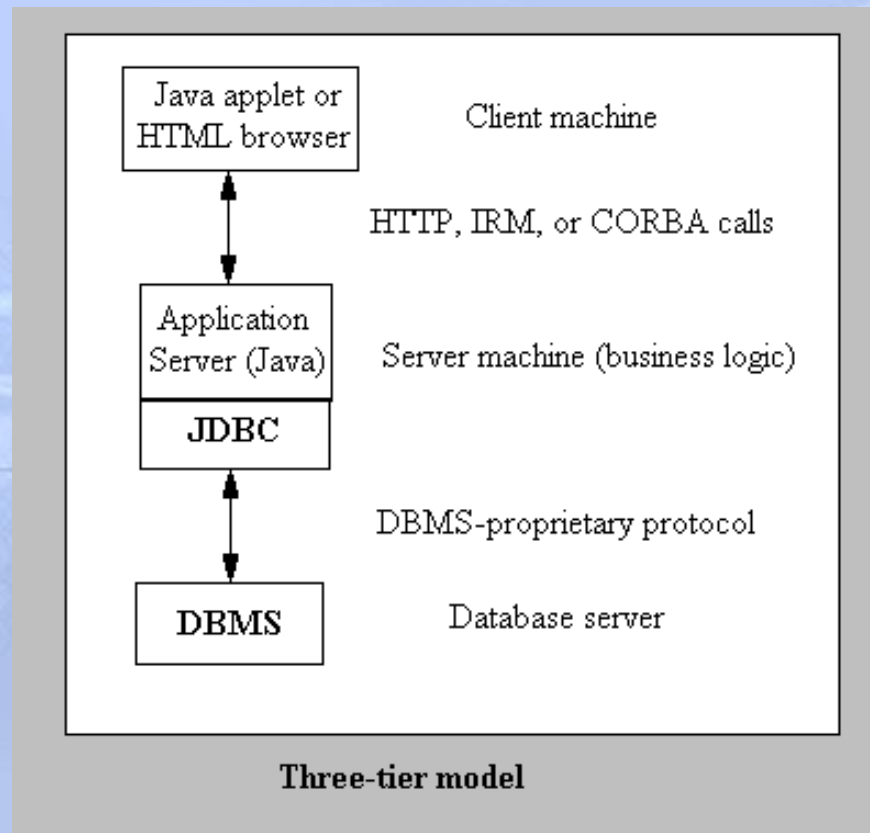 Java applet or
HTML browser
Client machine
HTTP, IRM, or CORBA calls
Application
Server (Java)
Server machine (business logic)
JDBC
DBMS-proprietary protocol
DBMS
Database server
Three-tier model